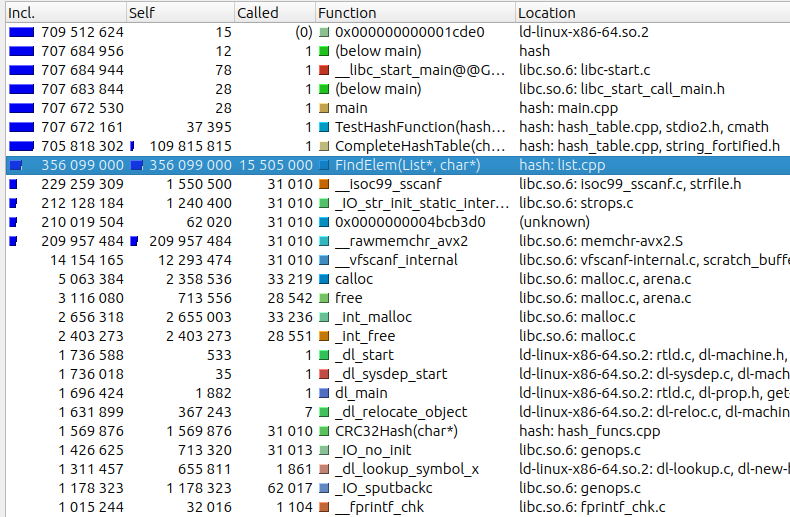 Incl. Self Called Function Location
709 512 624 15 (0) 0x000000000001cde0 ld-linux-x86-64.so.2
707 684 956 12 1 (below main) hash
707 684 944 78 1 __libc_start_main@@G... libc.so.6: libc-start.c
707 683 844 28 1 (below main) libc.so.6: libc_start_call_main.h
707 672 530 28 1 main hash: main.cpp
707 672 161 37 395 1 TestHashFunction(hash... hash: hash_table.cpp, stdio2.h, cmath
705 818 302 109 815 815 1 CompleteHashTable(ch... hash: hash_table.cpp, string_fortified.h
356 099 000 356 099 000 15 505 000 FindElem(List*, char*) hash: list.cpp
229 259 309 1 550 500 31 010 __isoc99_sscanf libc.so.6: isoc99_sscanf.c, strfile.h
212 128 184 1 240 400 31 010 _IO_str_init_static_inter... libc.so.6: strops.c
210 019 504 62 020 31 010 0x0000000004bcb3d0 (unknown)
209 957 484 209 957 484 31 010 __rawmemchr_avx2 libc.so.6: memchr-avx2.S
14 154 165 12 293 474 31 010 __vfscanf_internal libc.so.6: vfscanf-internal.c, scratch_buffe
5 063 384 2 358 536 33 219 calloc libc.so.6: malloc.c, arena.c
3 116 080 713 556 28 542 free libc.so.6: malloc.c, arena.c
2 656 318 2 655 003 33 236 _int_malloc libc.so.6: malloc.c
2 403 273 2 403 273 28 551 _int_free libc.so.6: malloc.c
1 736 588 533 1 _dl_start ld-linux-x86-64.so.2: rtld.c, dl-machine.h,
1 736 018 35 1 _dl_sysdep_start ld-linux-x86-64.so.2: dl-sysdep.c, dl-mach
1 696 424 1 882 1 dl_main ld-linux-x86-64.so.2: rtld.c, dl-prop.h, get-
1 631 899 367 243 7 _dl_relocate_object ld-linux-x86-64.so.2: dl-reloc.c, dl-machin
1 569 876 1 569 876 31 010 CRC32Hash(char*) hash: hash_funcs.cpp
1 426 625 713 320 31 013 _IO_no_init libc.so.6: genops.c
1 311 457 655 811 1 861 _dl_lookup_symbol_x ld-linux-x86-64.so.2: dl-lookup.c, dl-new-h
1 178 323 1 178 323 62 017 _IO_sputbackc libc.so.6: genops.c
1 015 244 32 016 1 104 __fprintf_chk libc.so.6: fprintf_chk.c